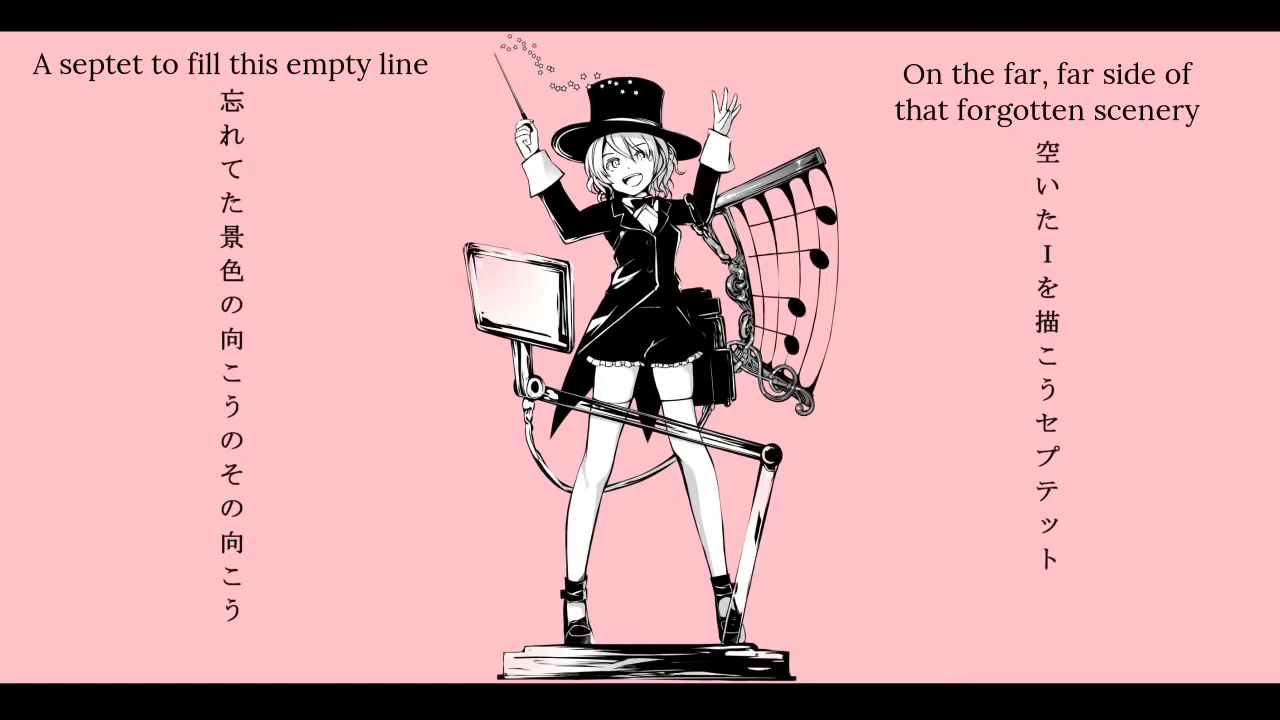 A septet to fill this empty line
忘れてた景色の向こうのその向こう
On the far, far side of
that forgotten scenery
空いたIを描こうセプテット